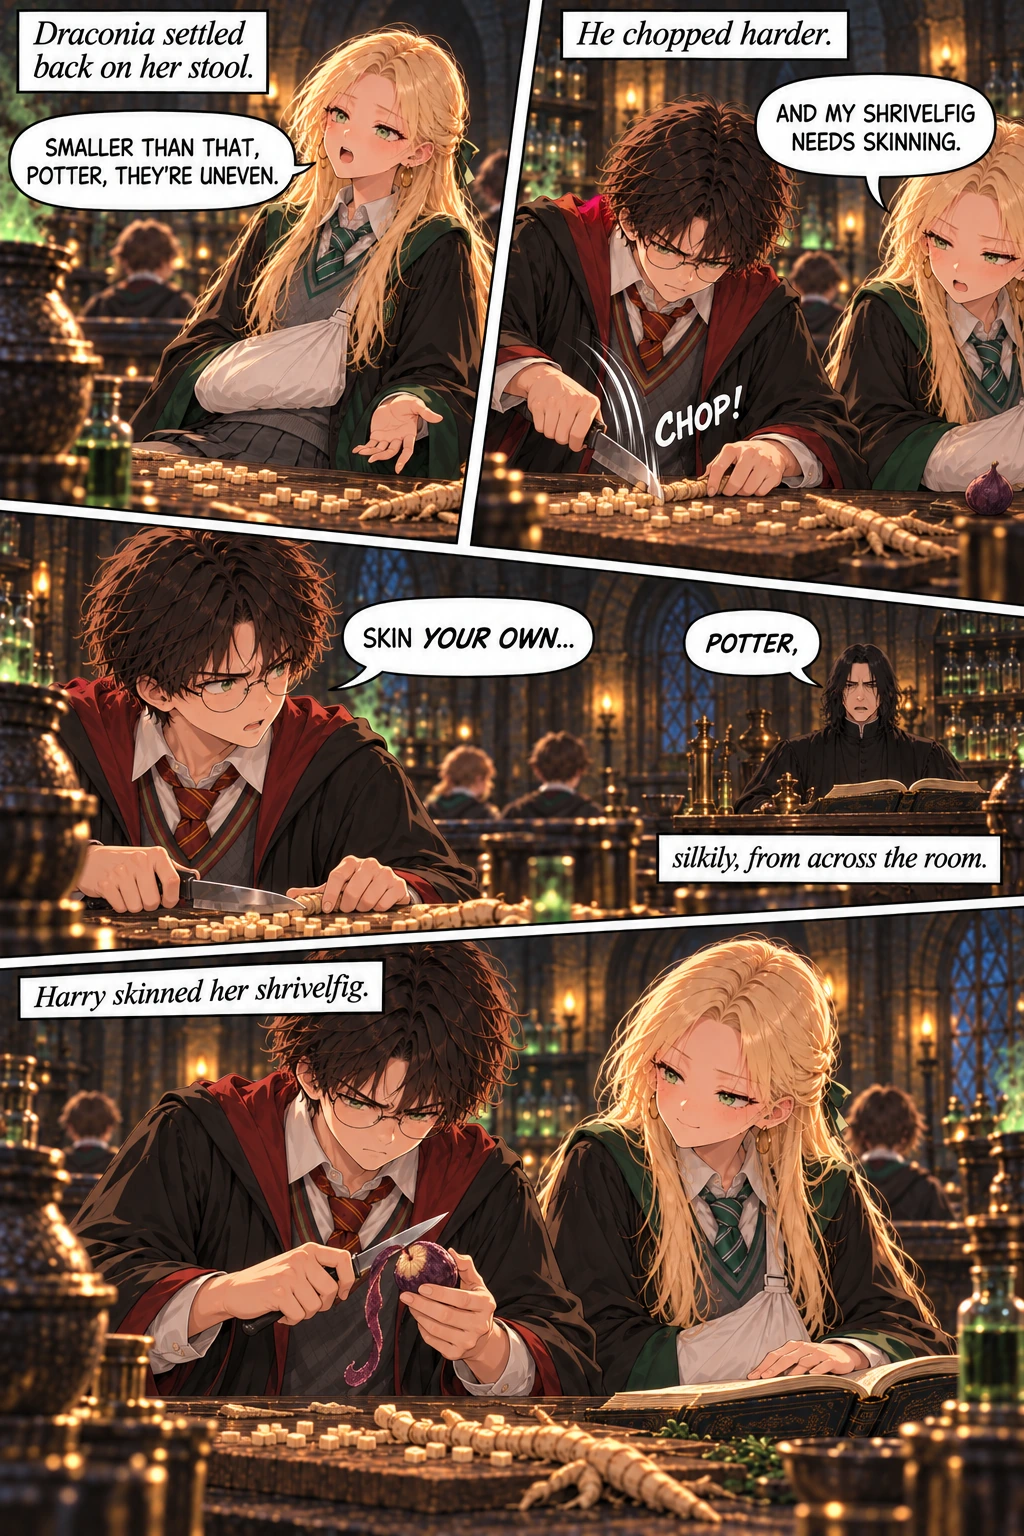 Draconia settled
back on her stool.
SMALLER THAN THAT,
POTTER, THEY'RE UNEVEN.
He chopped harder.
AND MY SHRIVELFIG
NEEDS SKINNING.
CHOP!
SKIN YOUR OWN...
POTTER,
silkily, from across the room.
Harry skinned her shrivelfig.